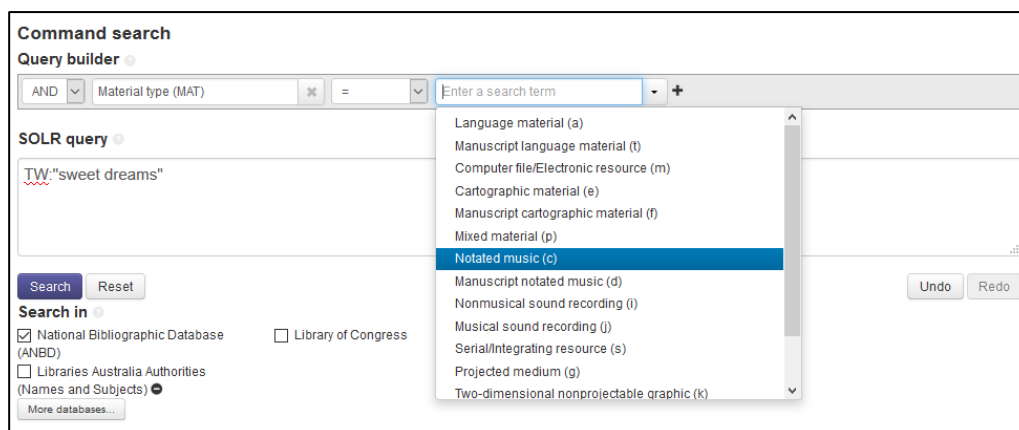 Command search
Query builder
AND Material type (MAT) = Enter a search term
Language material (a)
Manuscript language material (t)
Computer file/Electronic resource (m)
Cartographic material (e)
Manuscript cartographic material (f)
Mixed material (p)
Notated music (c)
Manuscript notated music (d)
Nonmusical sound recording (i)
Musical sound recording (j)
Serial/Integrating resource (s)
Projected medium (g)
Two-dimensional nonprojectable graphic (k)
SOLR query
TW:"sweet dreams"
Search Reset Undo Redo
Search in
National Bibliographic Database (ANBD)
Library of Congress
Libraries Australia Authorities
(Names and Subjects)
More databases...